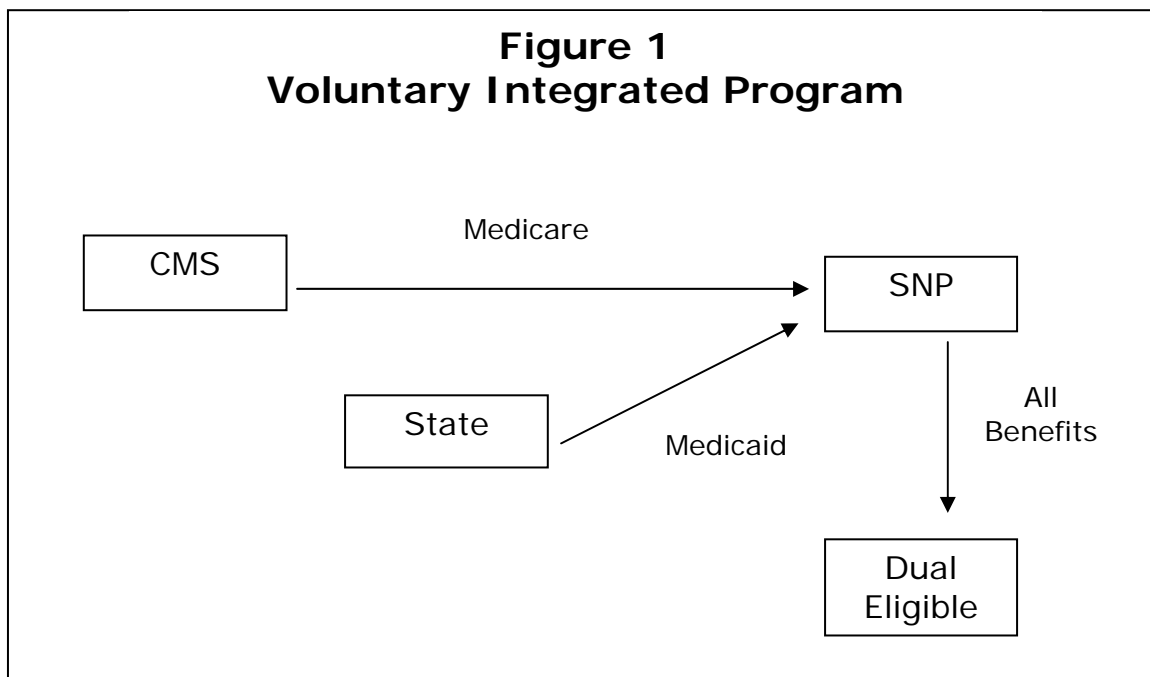 Figure 1
Voluntary Integrated Program
Medicare
CMS
SNP
State
Medicaid
All
Benefits
Dual
Eligible